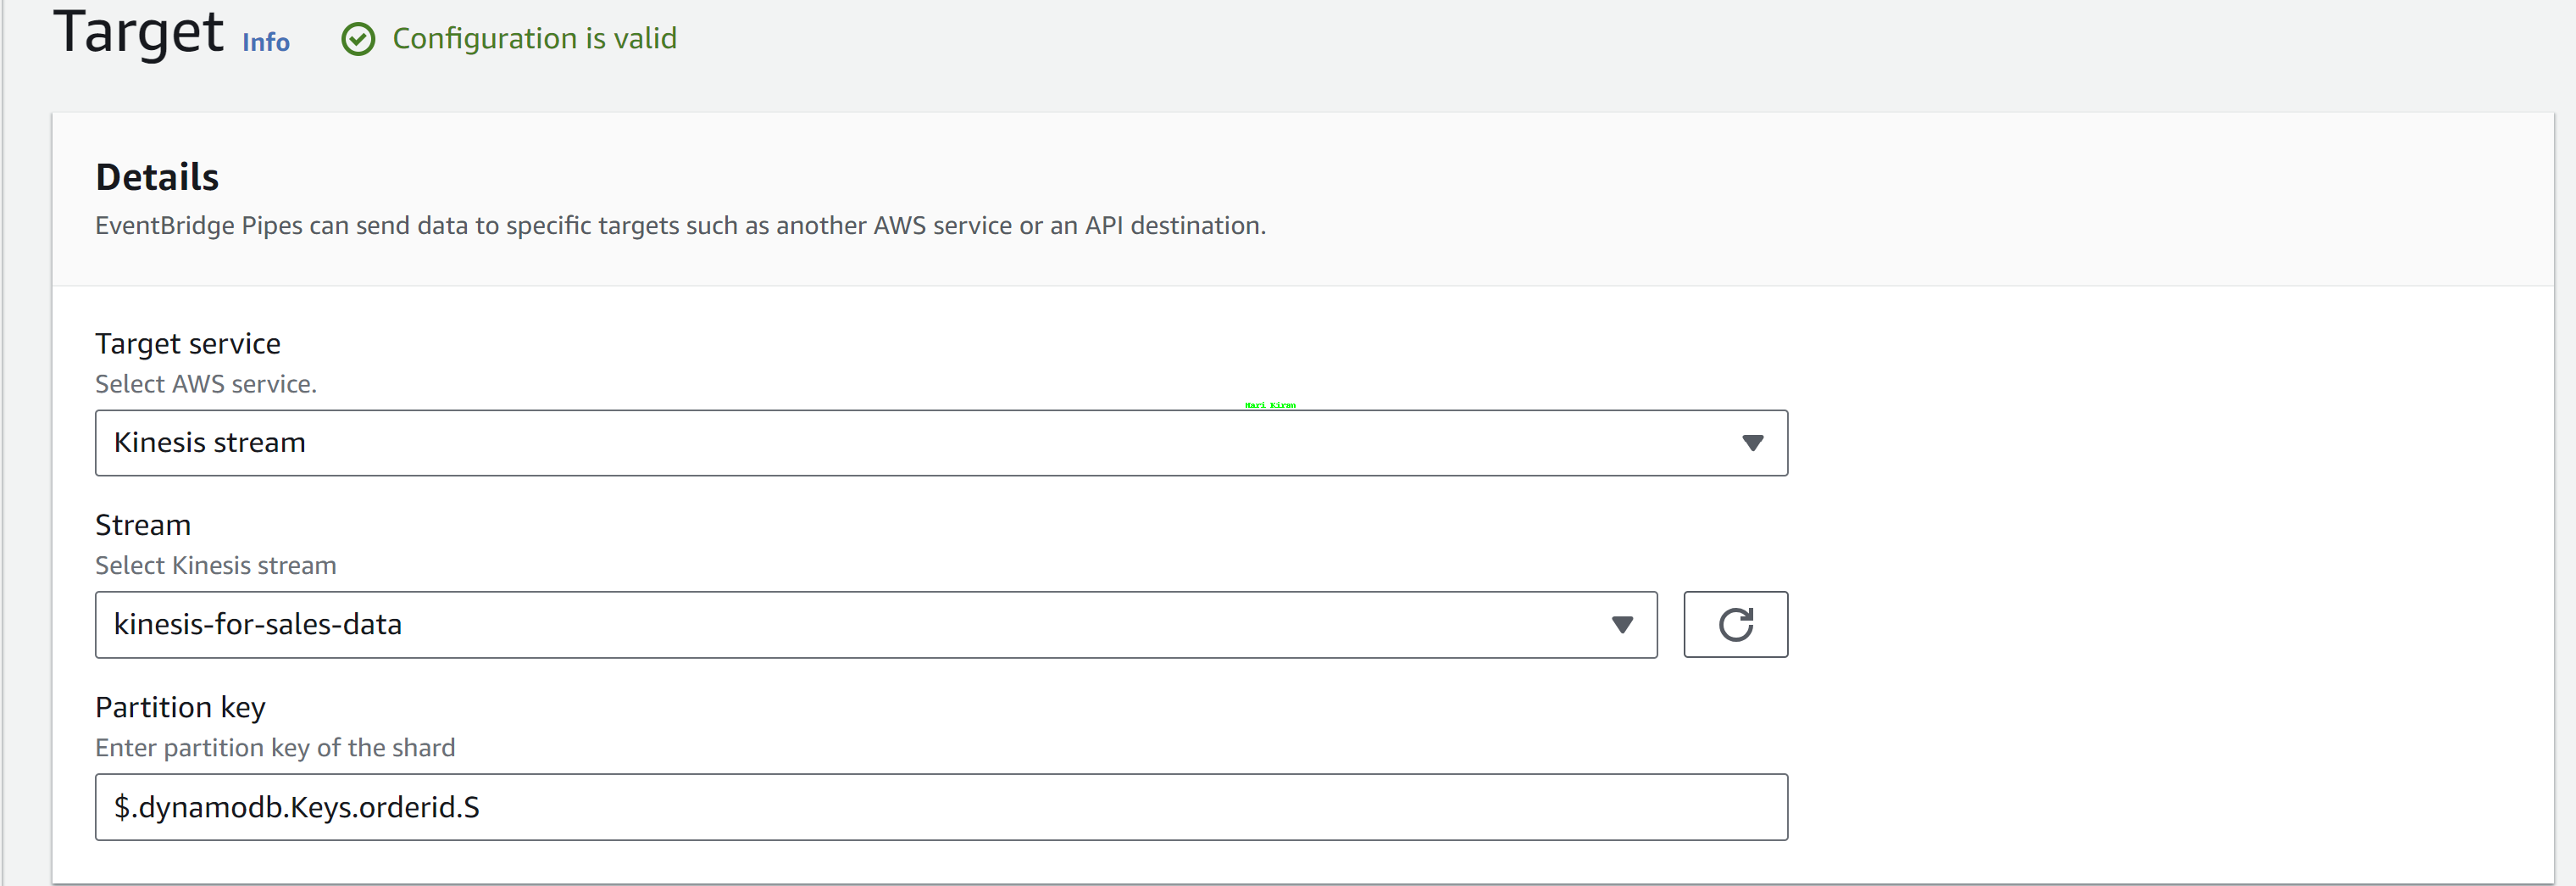 Target Info Configuration is valid
Details
EventBridge Pipes can send data to specific targets such as another AWS service or an API destination.
Target service
Select AWS service.
Hari Kiran
Kinesis stream
Stream
Select Kinesis stream
kinesis-for-sales-data
Partition key
Enter partition key of the shard
$.dynamodb.Keys.orderid.S